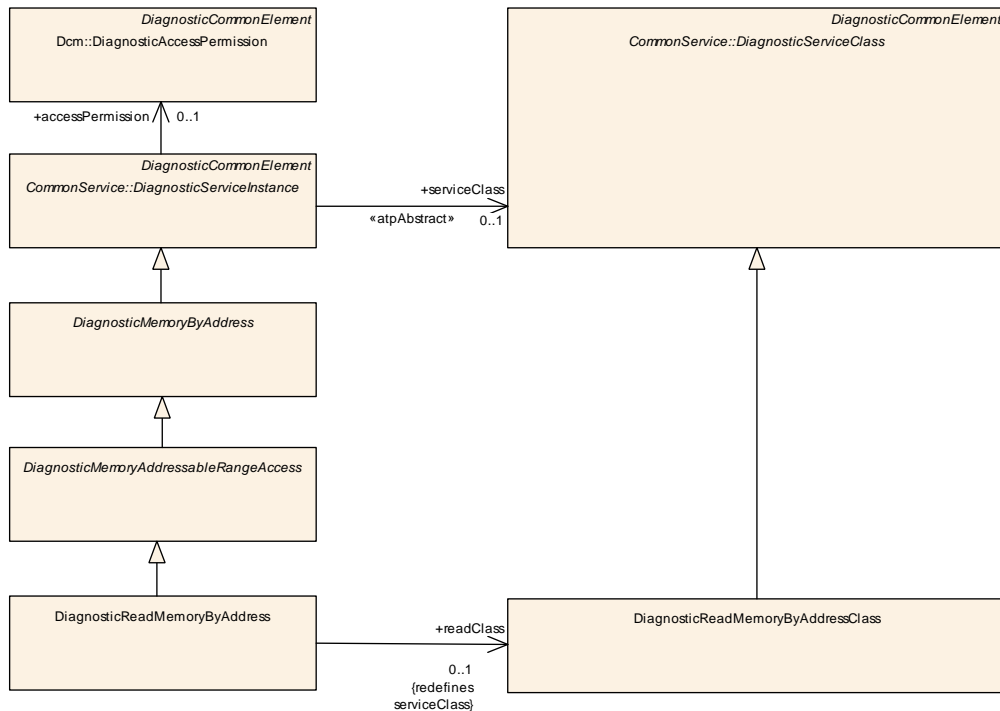 DiagnosticCommonElement
Dcm::DiagnosticAccessPermission
DiagnosticCommonElement
CommonService::DiagnosticServiceClass
+accessPermission
0..1
DiagnosticCommonElement
CommonService::DiagnosticServiceInstance
+serviceClass
«atpAbstract»
0..1
DiagnosticMemoryByAddress
DiagnosticMemoryAddressableRangeAccess
DiagnosticReadMemoryByAddress
DiagnosticReadMemoryByAddressClass
+readClass
0..1
{redefines
serviceClass}